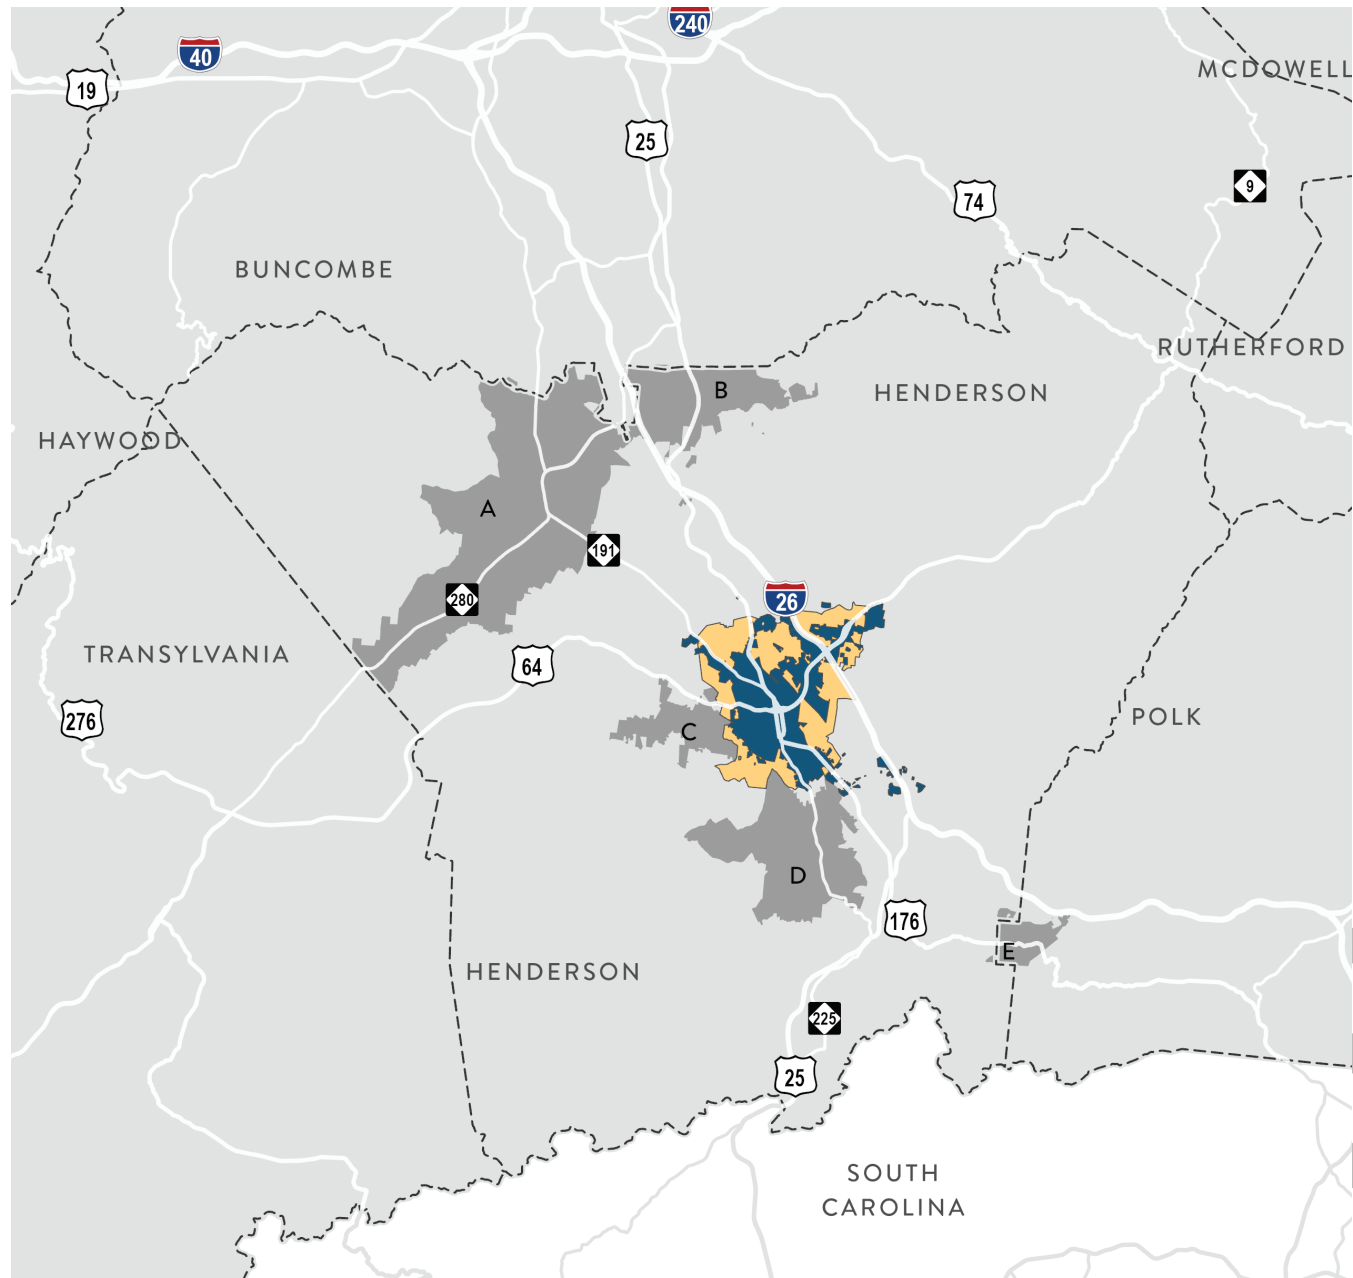 240
40
MCDOWELL
19
25
9
74
BUNCOMBE
RUTHERFORD
B
HENDERSON
HAYWOOD
A
191
26
280
TRANSYLVANIA
64
276
POLK
C
D
176
E
HENDERSON
225
25
SOUTH
CAROLINA